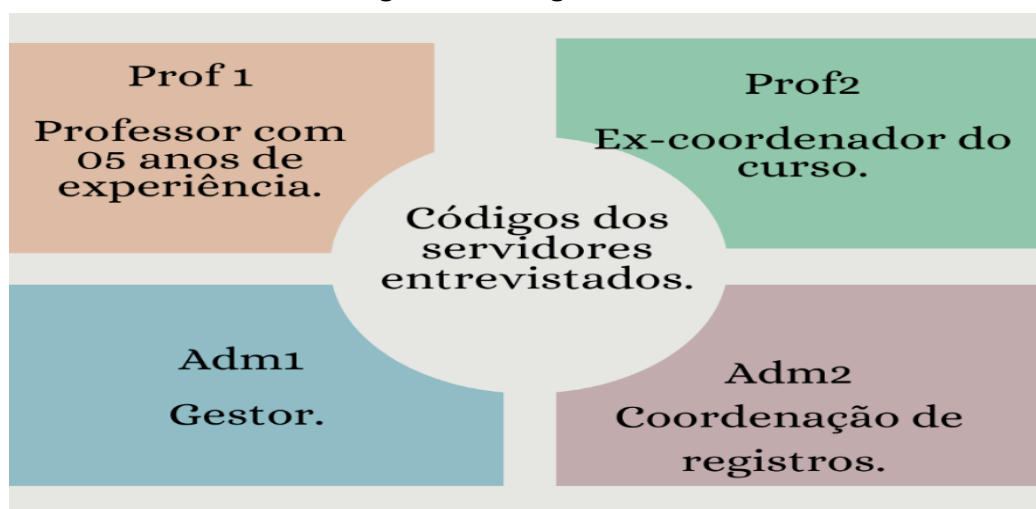 Prof 1
Professor com
05 anos de
experiência.
Prof2
Ex-coordenador do
curso.
Códigos dos
servidores
entrevistados.
Adm1
Gestor.
Adm2
Coordenação de
registros.